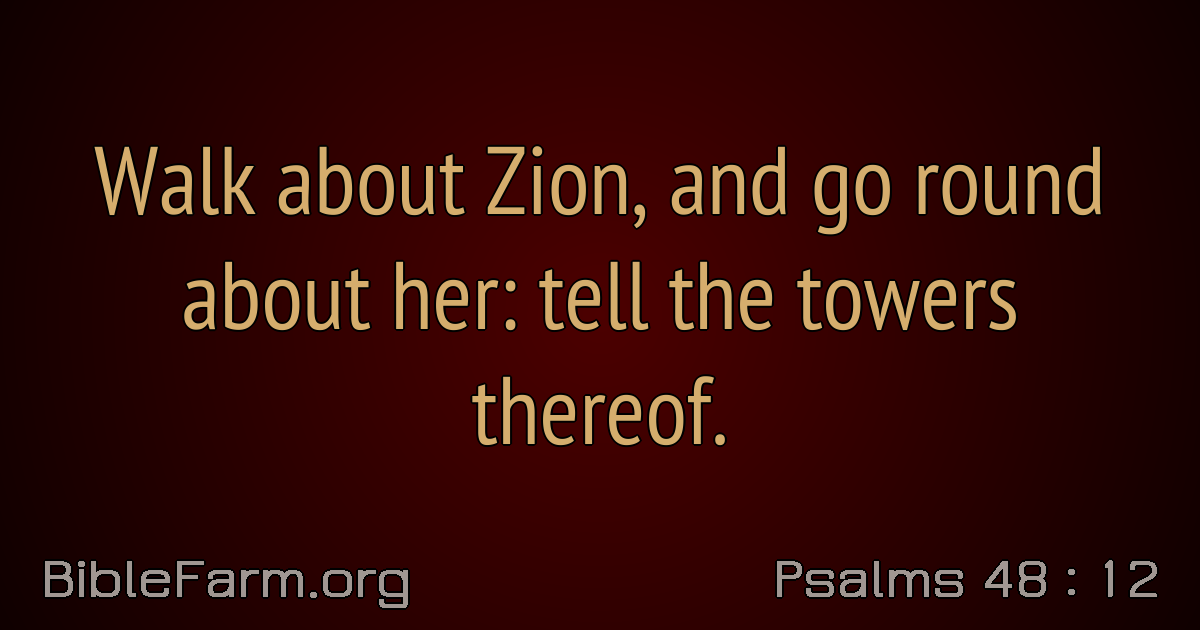 Walk about Zion, and go round
about her: tell the towers
thereof.
BibleFarm.org
Psalms 48 : 12